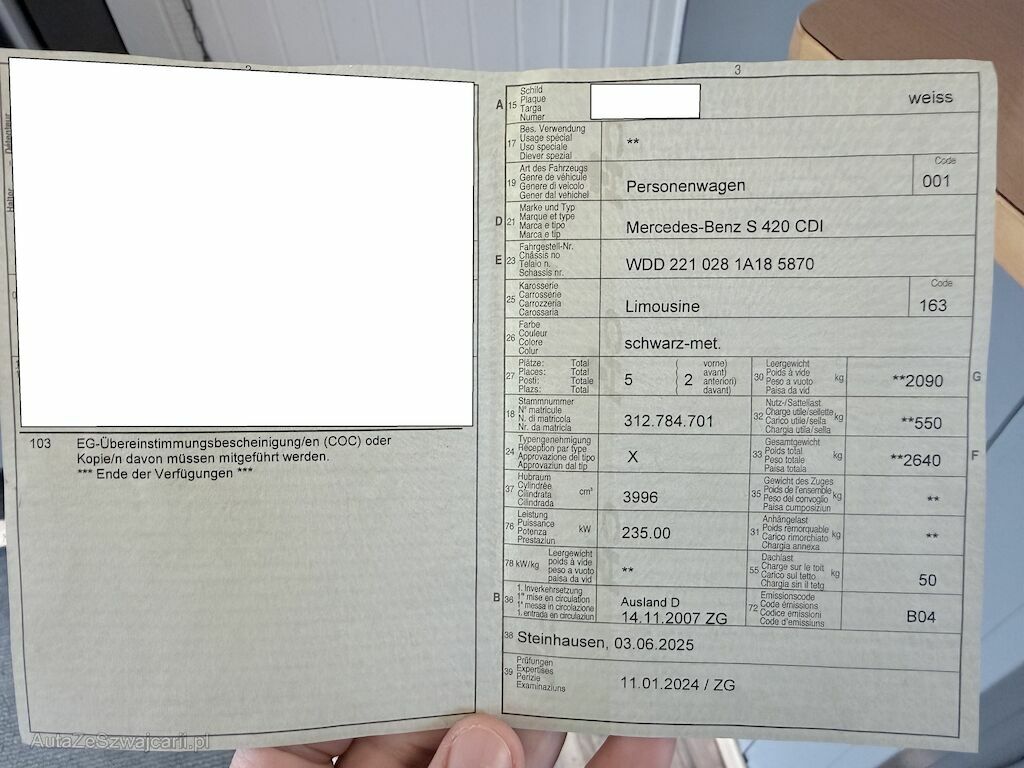 2
Halter – Détenteur
103 EG-Übereinstimmungsbescheinigung/en (COC) oder
Kopie/n davon müssen mitgeführt werden.
*** Ende der Verfügungen ***
3
A 15 Schild
Plaque
Targa
Numer
weiss
17 Bes. Verwendung
Usage spécial
Uso speciale
Diever spezial
**
19 Art des Fahrzeugs
Genre de véhicule
Genere di veicolo
Gener dal vehichel
Personenwagen
Code
001
D 21 Marke und Typ
Marque et type
Marca e tipo
Marca e tip
Mercedes-Benz S 420 CDI
E 23 Fahrgestell-Nr.
Châssis no
Telaio n.
Schassis nr.
WDD 221 028 1A18 5870
25 Karosserie
Carrosserie
Carrozzeria
Carossaria
Limousine
Code
163
26 Farbe
Couleur
Colore
Colur
schwarz-met.
27 Plätze: Total
Places: Total
Posti: Totale
Plazs: Total
5
( vorne)
( avant)
( anteriori)
( davant)
2
30 Leergewicht
Poids à vide
Peso a vuoto
Paisa da vid
kg
**2090
G
18 Stammnummer
N° matricule
N. di matricola
Nr. da matricla
312.784.701
32 Nutz-/Sattellast
Charge utile/sellette
Carico utile/sella
Chargia utila/sella
kg
**550
24 Typengenehmigung
Réception par type
Approvazione del tipo
Approvaziun dal tip
X
33 Gesamtgewicht
Poids total
Peso totale
Paisa totala
kg
**2640
F
37 Hubraum
Cylindrée
Cilindrata
Cilindrada
cm³
3996
35 Gewicht des Zuges
Poids de l'ensemble
Peso del convoglio
Paisa cumposiziun
kg
**
76 Leistung
Puissance
Potenza
Prestaziun
kW
235.00
31 Anhängelast
Poids remorquable
Carico rimorchiato
Chargia annexa
kg
**
78 kW/kg Leergewicht
poids à vide
peso a vuoto
paisa da vid
**
55 Dachlast
Charge sur le toit
Carico sul tetto
Chargia sin il tetg
kg
50
B 36 1. Inverkehrsetzung
1re mise en circulation
1a messa in circolazione
1. entrada en circulaziun
Ausland D
14.11.2007 ZG
72 Emissionscode
Code émissions
Codice emissioni
Code d'emissiuns
B04
38 Steinhausen, 03.06.2025
39 Prüfungen
Expertises
Perizie
Examinaziuns
11.01.2024 / ZG
AutaZeSzwajcarii.pl